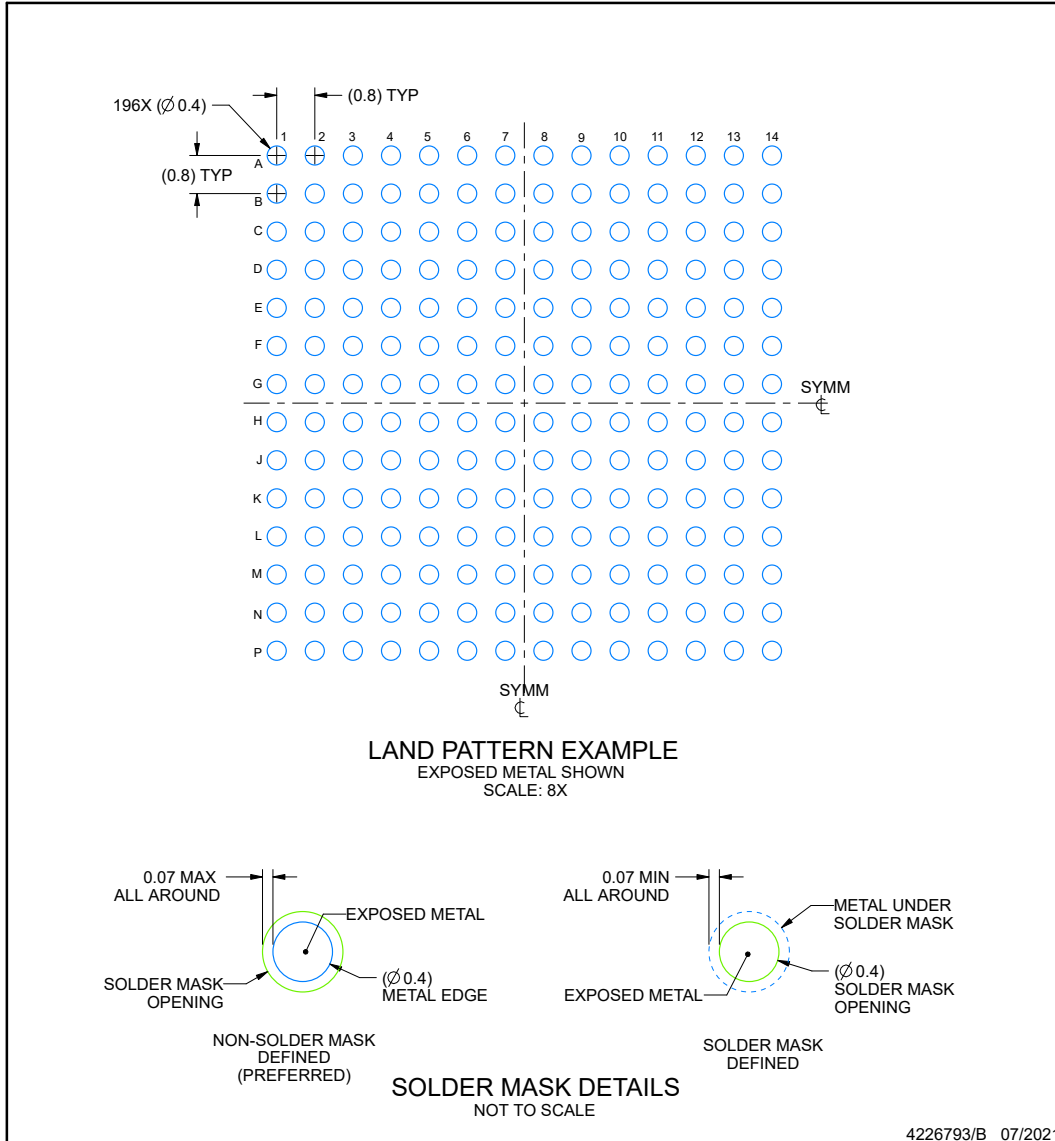 (0.8) TYP
196X (∅ 0.4)
1 2 3 4 5 6 7 8 9 10 11 12 13 14
A
(0.8) TYP
B
C
D
E
F
G
SYMM
℄
H
J
K
L
M
N
P
SYMM
℄
LAND PATTERN EXAMPLE
EXPOSED METAL SHOWN
SCALE: 8X
0.07 MAX
ALL AROUND
EXPOSED METAL
SOLDER MASK
OPENING
(∅ 0.4)
METAL EDGE
NON-SOLDER MASK
DEFINED
(PREFERRED)
0.07 MIN
ALL AROUND
METAL UNDER
SOLDER MASK
EXPOSED METAL
(∅ 0.4)
SOLDER MASK
OPENING
SOLDER MASK
DEFINED
SOLDER MASK DETAILS
NOT TO SCALE
4226793/B 07/2021